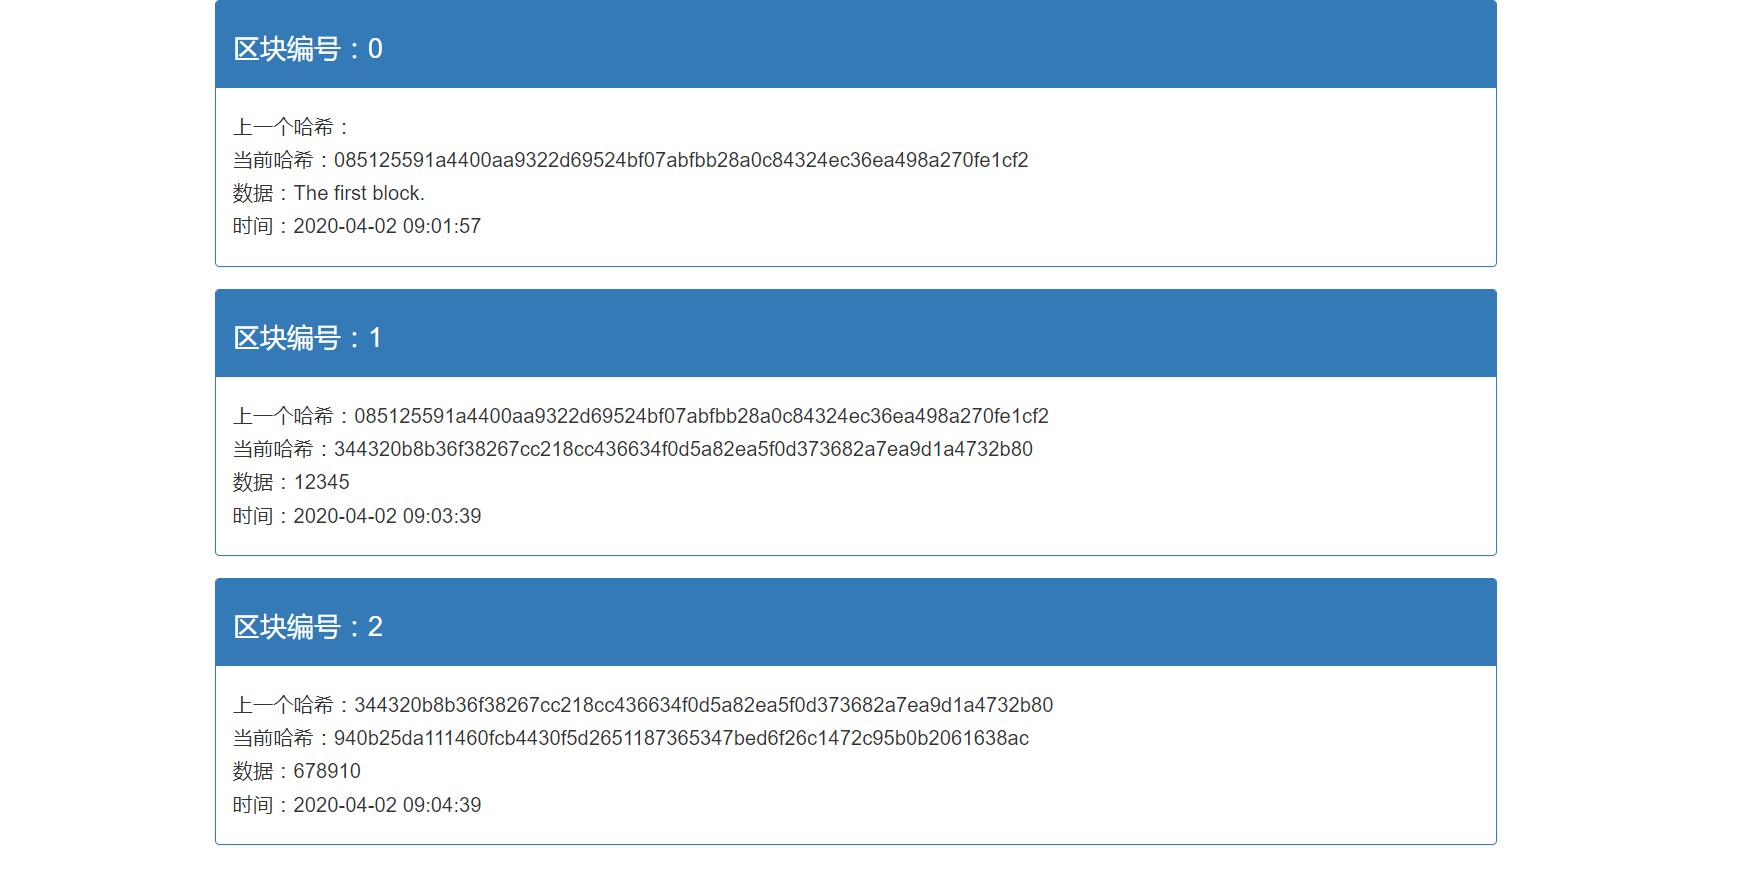 区块编号：0
上一个哈希：
当前哈希：085125591a4400aa9322d69524bf07abfbb28a0c84324ec36ea498a270fe1cf2
数据：The first block.
时间：2020-04-02 09:01:57
区块编号：1
上一个哈希：085125591a4400aa9322d69524bf07abfbb28a0c84324ec36ea498a270fe1cf2
当前哈希：344320b8b36f38267cc218cc436634f0d5a82ea5f0d373682a7ea9d1a4732b80
数据：12345
时间：2020-04-02 09:03:39
区块编号：2
上一个哈希：344320b8b36f38267cc218cc436634f0d5a82ea5f0d373682a7ea9d1a4732b80
当前哈希：940b25da111460fcb4430f5d2651187365347bed6f26c1472c95b0b2061638ac
数据：678910
时间：2020-04-02 09:04:39